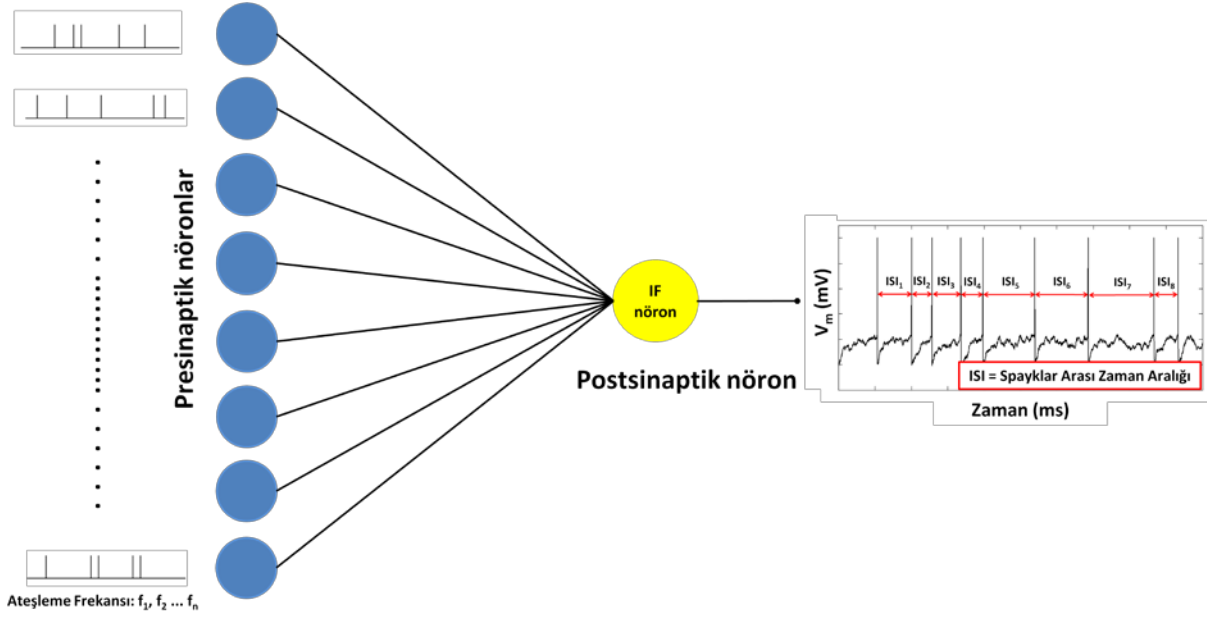 Presinaptik nöronlar
Ateşleme Frekansı: f₁, f₂ ... fₙ
IF
nöron
Postsinaptik nöron
Vₘ (mV)
ISI₁ ISI₂ ISI₃ ISI₄ ISI₅ ISI₆ ISI₇ ISI₈
ISI = Spayklar Arası Zaman Aralığı
Zaman (ms)